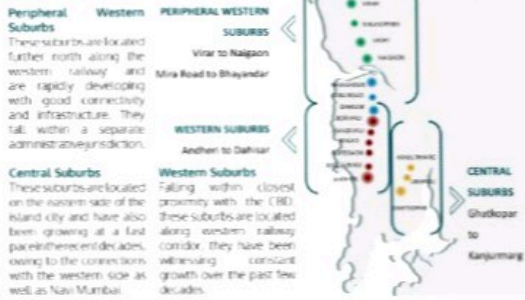 Peripheral Western
Suburbs
These suburbs are located
further north along the
western railway and
are rapidly developing
with good connectivity
and infrastructure. They
fall within a separate
administrative jurisdiction.
Central Suburbs
These suburbs are located
on the eastern side of the
island city and have also
been growing at a fast
pace in the recent decades,
owing to the connections
with the western side as
well as Navi Mumbai.
Western Suburbs
Falling within closest
proximity with the CBD,
these suburbs are located
along western railway
corridor, they have been
witnessing constant
growth over the past few
decades.
PERIPHERAL WESTERN
SUBURBS
Virar to Naigaon
Mira Road to Bhayandar
WESTERN SUBURBS
Andheri to Dahisar
CENTRAL
SUBURBS
Ghatkopar
to
Kanjurmarg